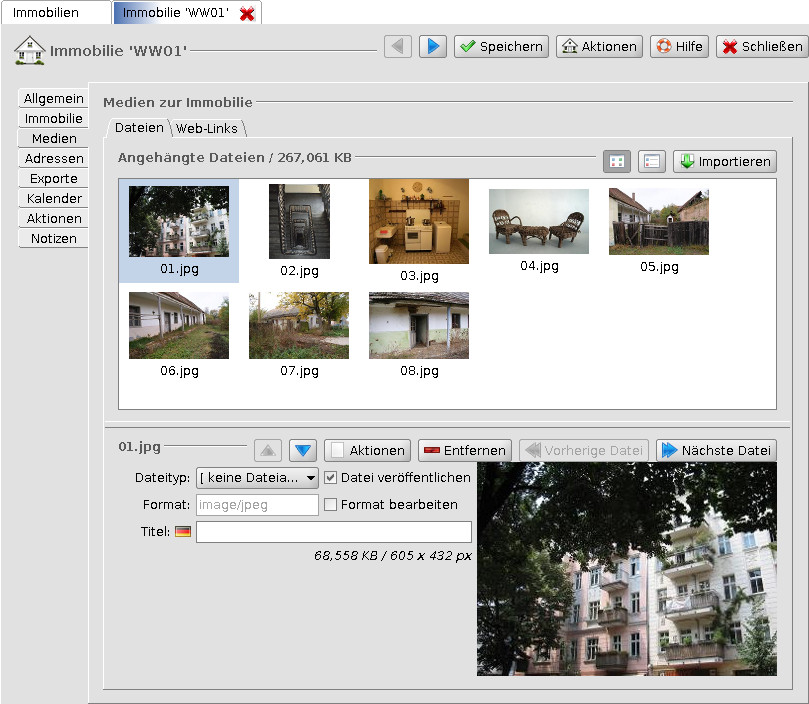 Immobilien Immobilie 'WW01'
Immobilie 'WW01' Speichern Aktionen Hilfe Schließen
Allgemein
Immobilie
Medien
Adressen
Exporte
Kalender
Aktionen
Notizen
Medien zur Immobilie
Dateien Web-Links
Angehängte Dateien / 267,061 KB Importieren
01.jpg 02.jpg 03.jpg 04.jpg 05.jpg
06.jpg 07.jpg 08.jpg
01.jpg Aktionen Entfernen Vorherige Datei Nächste Datei
Dateityp: [ keine Dateia... Datei veröffentlichen
Format: image/jpeg Format bearbeiten
Titel:
68,558 KB / 605 x 432 px